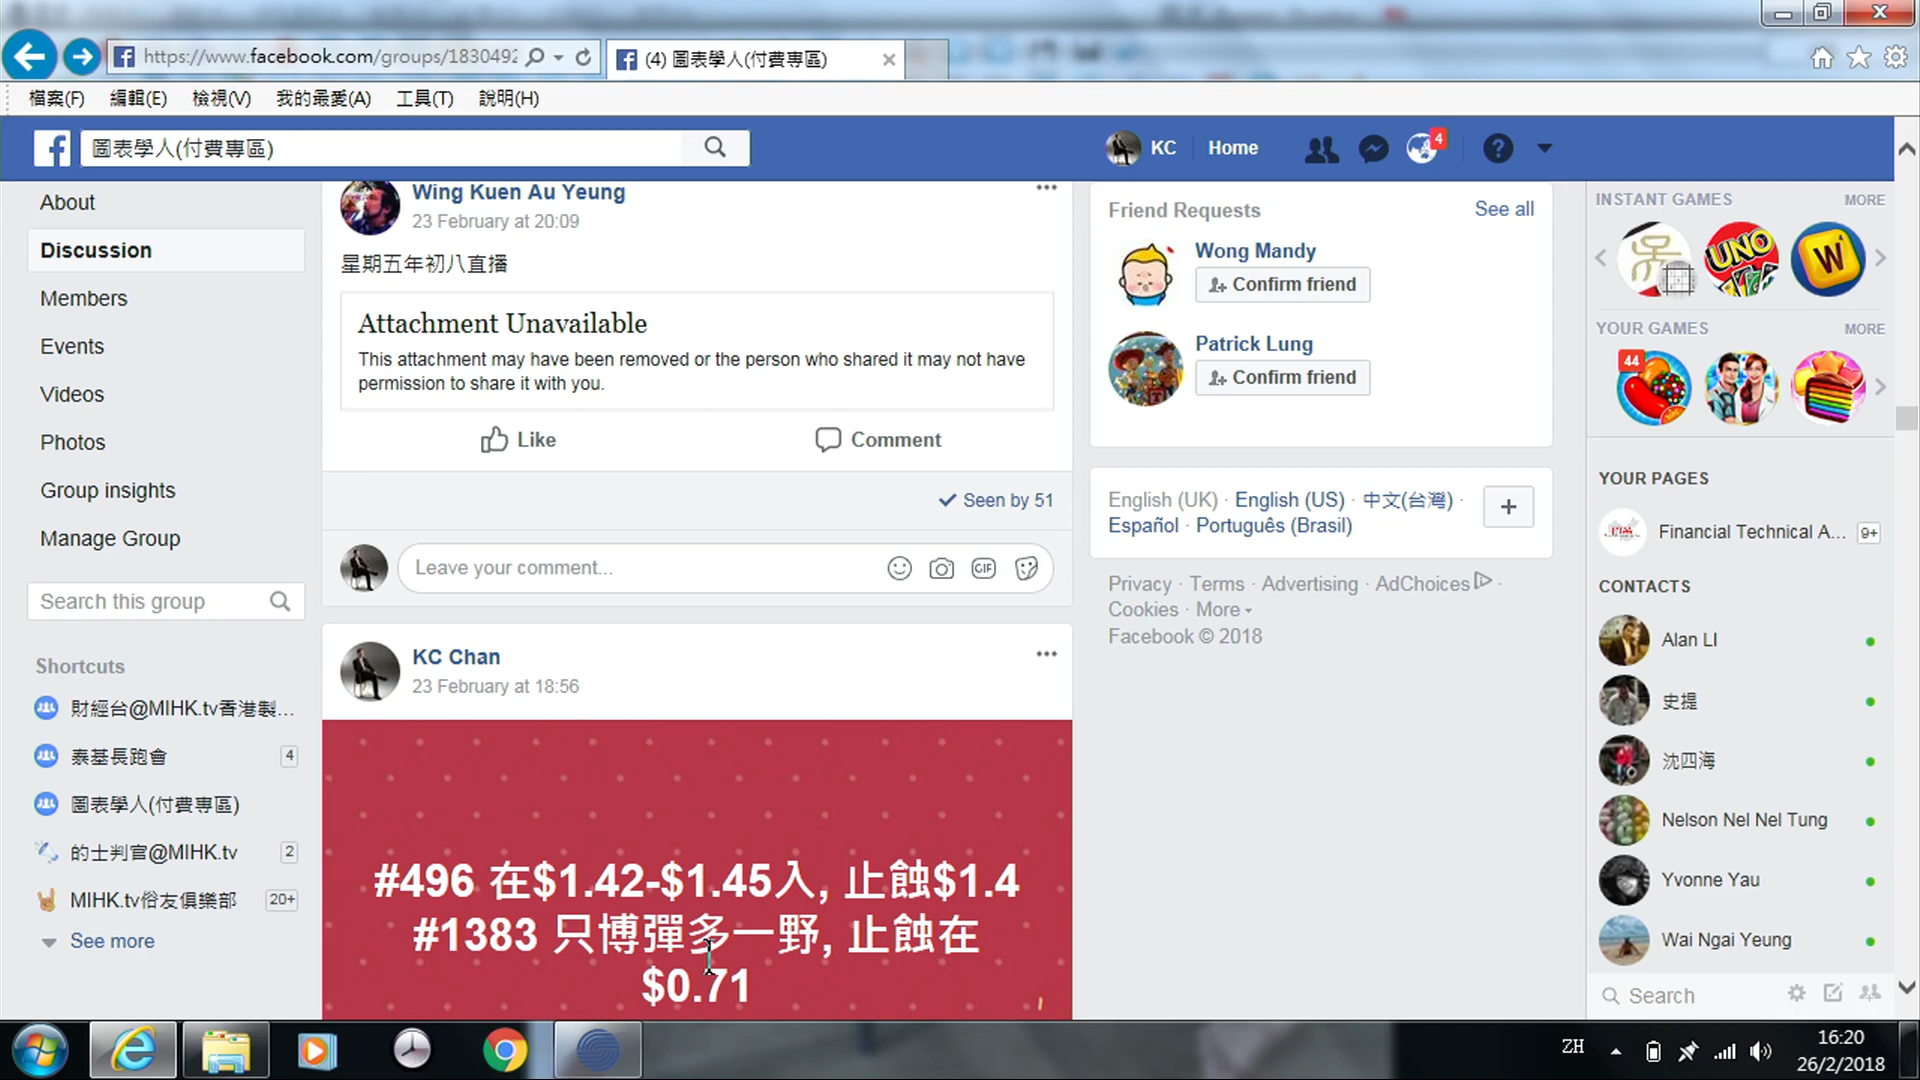 https://www.facebook.com/groups/1830492
(4) 圖表學人(付費專區)
檔案(F) 編輯(E) 檢視(V) 我的最愛(A) 工具(T) 說明(H)
圖表學人(付費專區)
KC
Home
4
About
Discussion
Members
Events
Videos
Photos
Group insights
Manage Group
Search this group
Shortcuts
財經台@MIHK.tv香港製...
泰基長跑會 4
圖表學人(付費專區)
的士判官@MIHK.tv 2
MIHK.tv俗友俱樂部 20+
See more
Wing Kuen Au Yeung
23 February at 20:09
星期五年初八直播
Attachment Unavailable
This attachment may have been removed or the person who shared it may not have
permission to share it with you.
Like
Comment
Seen by 51
Leave your comment...
GIF
KC Chan
23 February at 18:56
#496 在$1.42-$1.45入, 止蝕$1.4
#1383 只博彈多一野, 止蝕在
$0.71
Friend Requests
See all
Wong Mandy
Confirm friend
Patrick Lung
Confirm friend
English (UK) · English (US) · 中文(台灣) ·
Español · Português (Brasil)
Privacy · Terms · Advertising · AdChoices ·
Cookies · More
Facebook © 2018
INSTANT GAMES MORE
UNO
W
YOUR GAMES MORE
44
YOUR PAGES
Financial Technical A... 9+
CONTACTS
Alan LI
史提
沈四海
Nelson Nel Nel Tung
Yvonne Yau
Wai Ngai Yeung
Search
ZH
16:20
26/2/2018